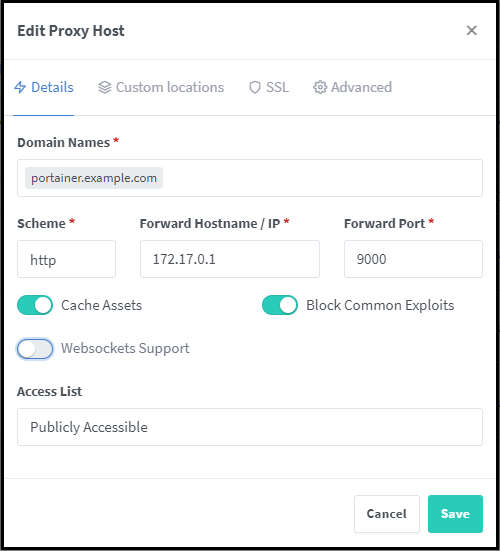 Edit Proxy Host
Details Custom locations SSL Advanced
Domain Names *
portainer.example.com
Scheme * Forward Hostname / IP * Forward Port *
http 172.17.0.1 9000
Cache Assets Block Common Exploits
Websockets Support
Access List
Publicly Accessible
Cancel Save